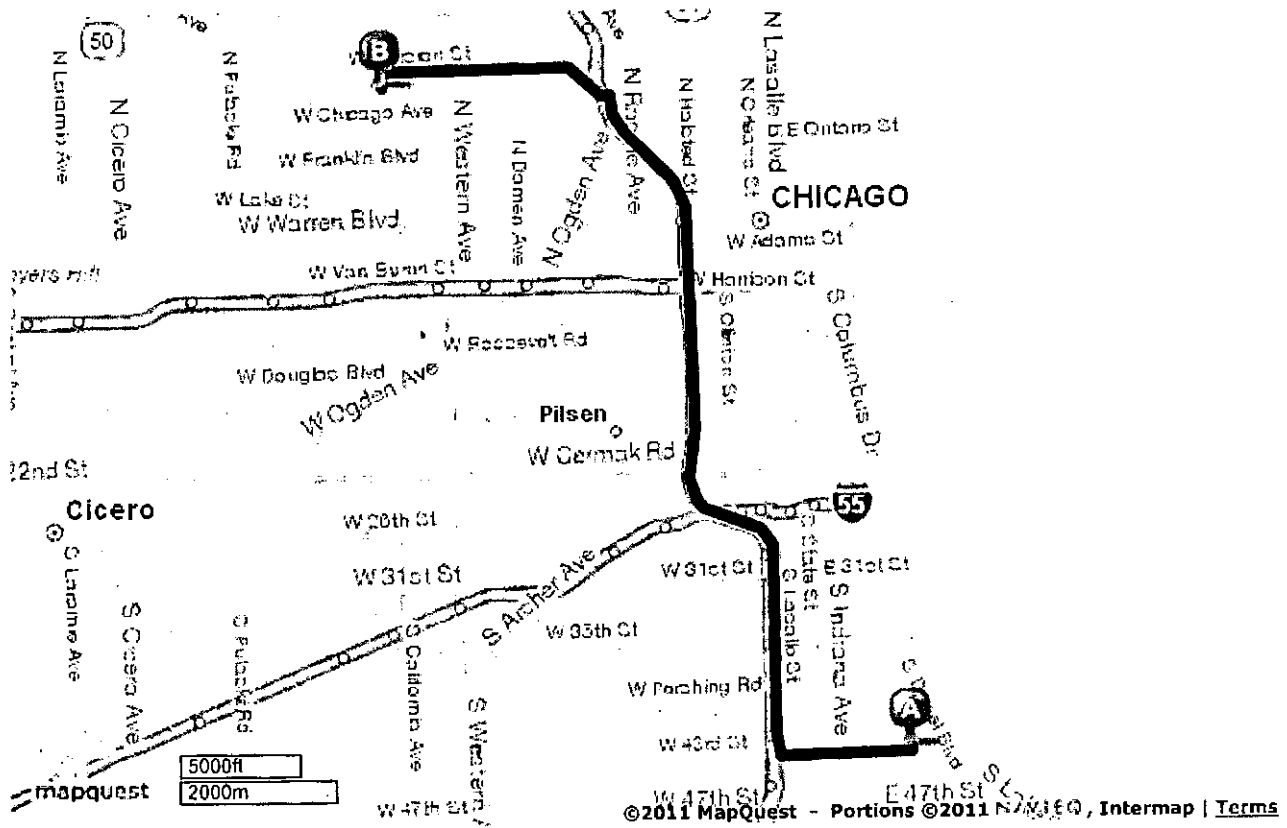 50
B
N Laramie Ave
N Cicero Ave
N Pulaski Rd
W Chicago Ave
W Franklin Blvd
W Lake St
W Warren Blvd
N Western Ave
N Damen Ave
N Ogden Ave
N Racine Ave
N Halsted St
N Orleans St
N Lasalle Blvd
E Ontario St
CHICAGO
W Adams St
W Van Buren St
W Harrison St
S Clinton St
S Columbus Dr
W Roosevelt Rd
W Douglas Blvd
W Ogden Ave
Pilsen
W Cermak Rd
22nd St
Cicero
55
W 26th St
W 31st St
S Archer Ave
W 31st St
E 31st St
S State St
S Lasalle St
S Indiana Ave
S Laramie Ave
S Cicero Ave
S Pulaski Rd
S California Ave
S Western
W 35th St
W Pershing Rd
A
W 43rd St
W 47th St
W 47th St
E 47th St
5000ft
2000m
mapquest
©2011 MapQuest - Portions ©2011 NAVTEQ, Intermap | Terms